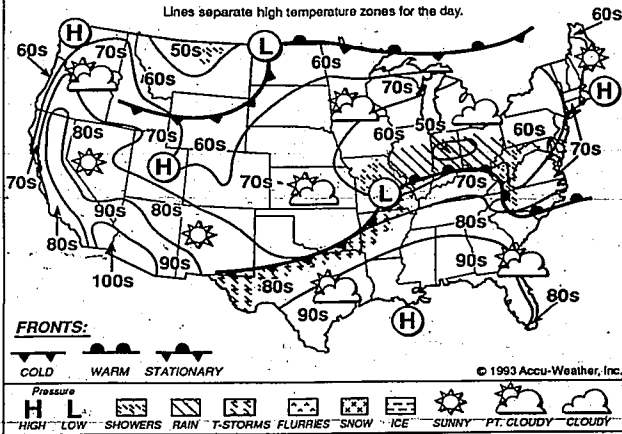 Lines separate high temperature zones for the day.
H
60s
60s
70s
50s
L
60s
60s
70s
H
80s
70s
60s
60s
50s
60s
H
70s
70s
70s
L
70s
90s
80s
80s
80s
100s
90s
80s
90s
90s
80s
H
FRONTS:
COLD WARM STATIONARY
© 1993 Accu-Weather, Inc.
Pressure
H L
HIGH LOW SHOWERS RAIN T-STORMS FLURRIES SNOW ICE SUNNY PT. CLOUDY CLOUDY